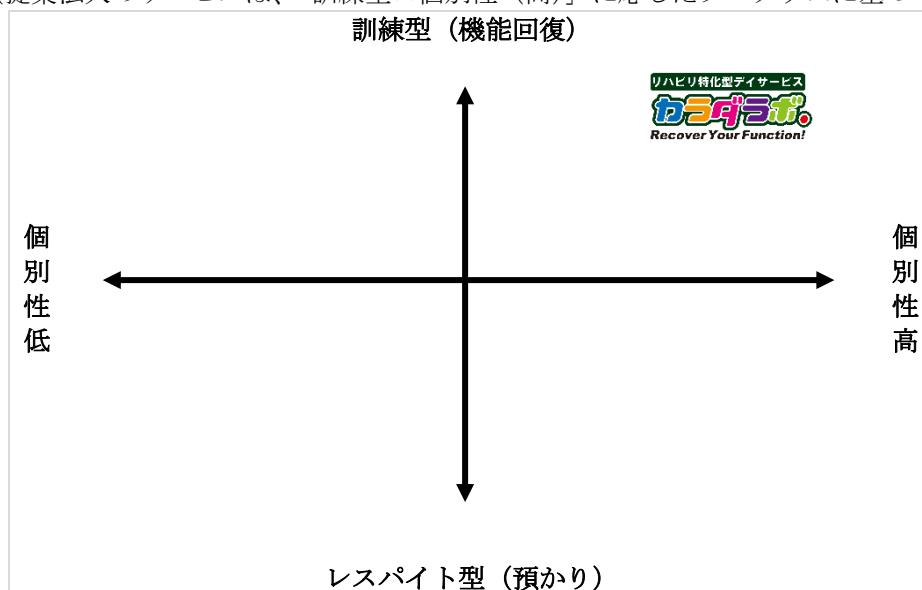 訓練型（機能回復）
リハビリ特化型デイサービス
カラダラボ.
Recover Your Function!
個別性低
個別性高
レスパイト型（預かり）